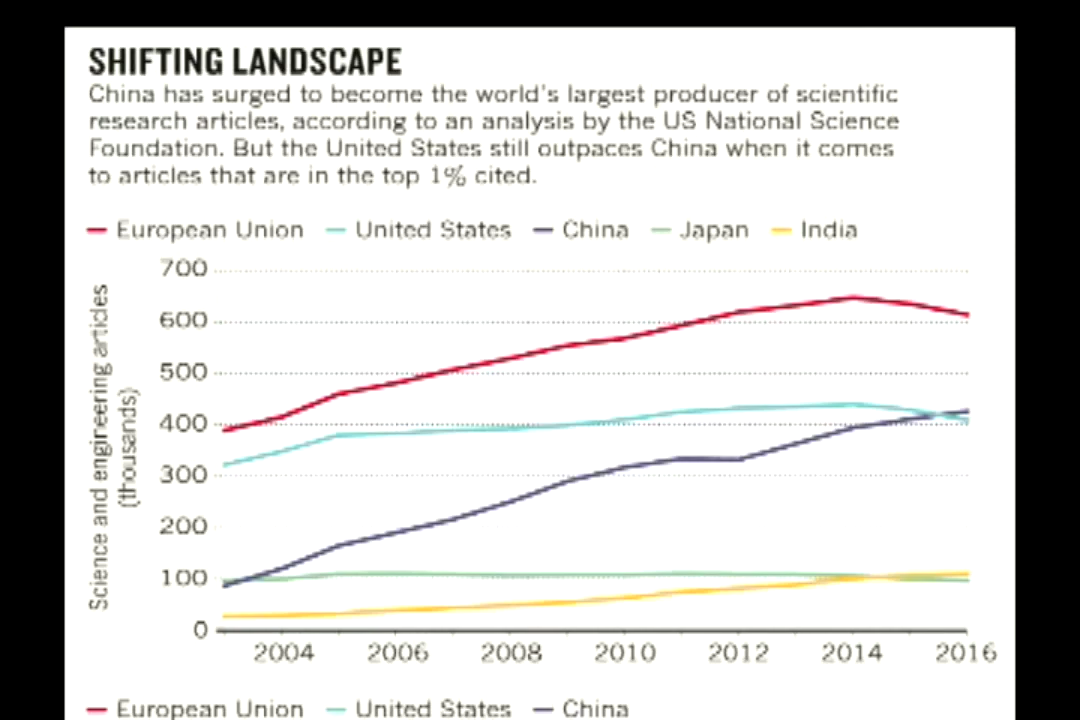 SHIFTING LANDSCAPE
China has surged to become the world's largest producer of scientific
research articles, according to an analysis by the US National Science
Foundation. But the United States still outpaces China when it comes
to articles that are in the top 1% cited.
European Union United States China Japan India
Science and engineering articles
(thousands)
700
600
500
400
300
200
100
0
2004 2006 2008 2010 2012 2014 2016
European Union United States China